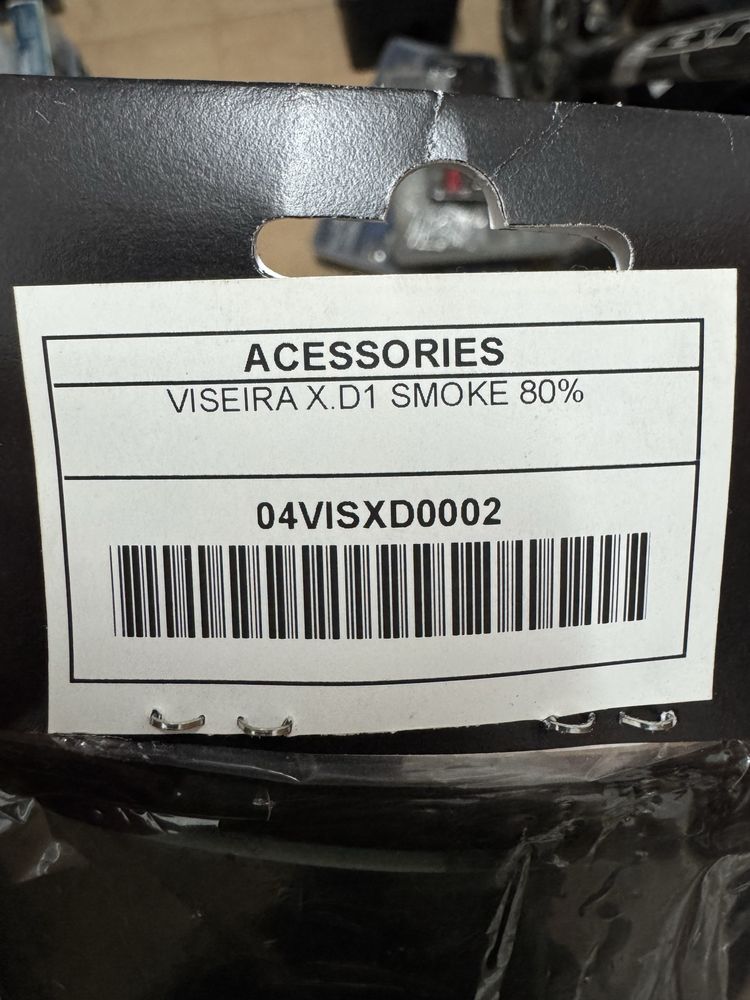 ACESSORIES
VISEIRA X.D1 SMOKE 80%
04VISXD0002